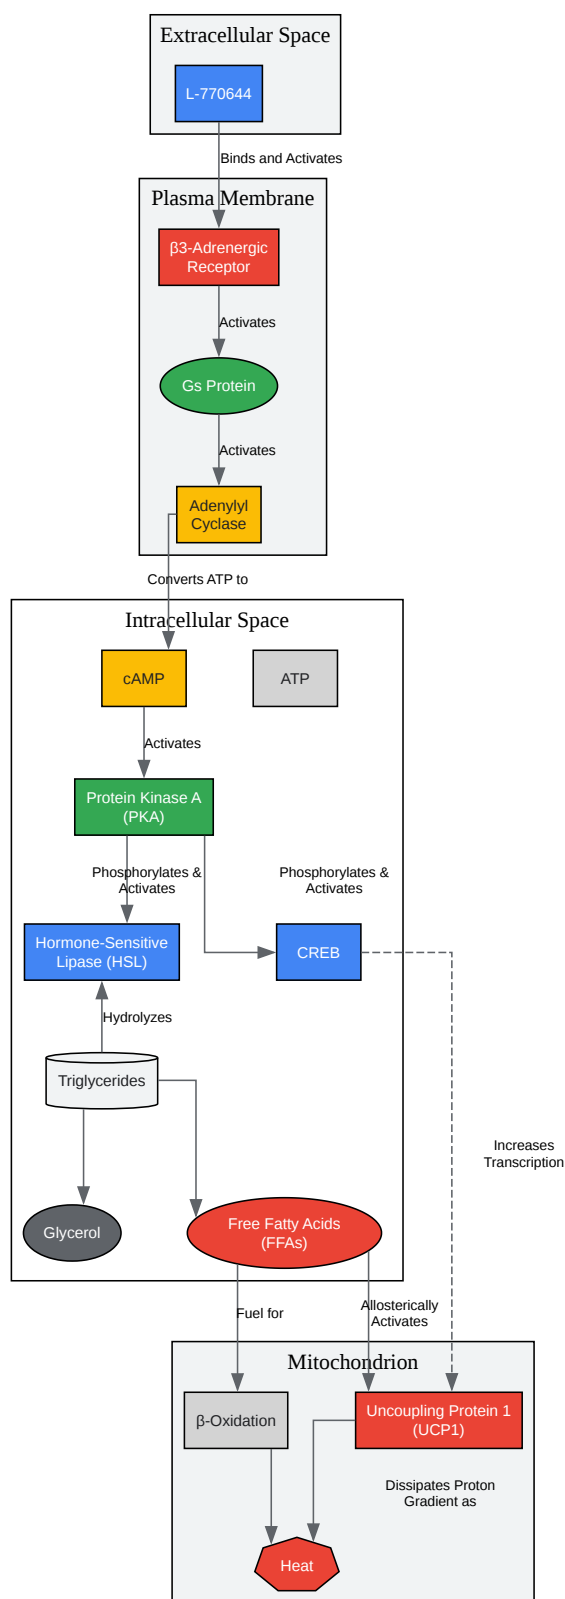 Extracellular Space
L-770644
Binds and Activates
Plasma Membrane
β3-Adrenergic
Receptor
Activates
Gs Protein
Activates
Adenylyl
Cyclase
Converts ATP to
Intracellular Space
cAMP
ATP
Activates
Protein Kinase A
(PKA)
Phosphorylates &
Activates
Phosphorylates &
Activates
Hormone-Sensitive
Lipase (HSL)
CREB
Hydrolyzes
Triglycerides
Increases
Transcription
Glycerol
Free Fatty Acids
(FFAs)
Fuel for
Allosterically
Activates
Mitochondrion
β-Oxidation
Uncoupling Protein 1
(UCP1)
Dissipates Proton
Gradient as
Heat